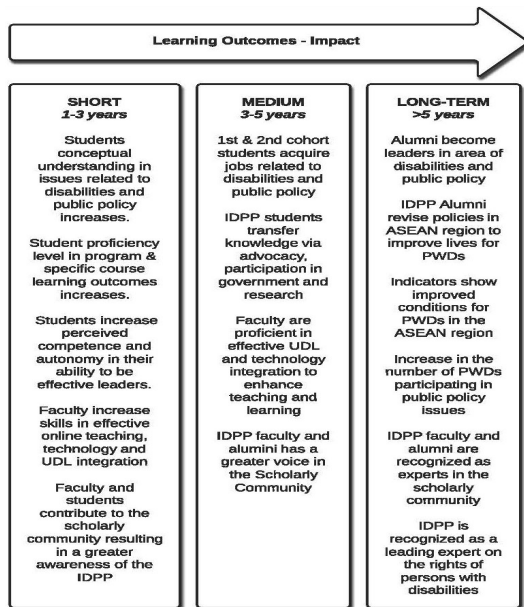 Learning Outcomes - Impact
SHORT
1-3 years
Students
conceptual
understanding in
issues related to
disabilities and
public policy
increases.
Student proficiency
level in program &
specific course
learning outcomes
increases.
Students increase
perceived
competence and
autonomy in their
ability to be
effective leaders.
Faculty increase
skills in effective
online teaching,
technology and
UDL integration
Faculty and
students
contribute to the
scholarly
community resulting
in a greater
awareness of the
IDPP
MEDIUM
3-5 years
1st & 2nd cohort
students acquire
jobs related to
disabilities and
public policy
IDPP students
transfer
knowledge via
advocacy,
participation in
government and
research
Faculty are
proficient in
effective UDL
and technology
integration to
enhance
teaching and
learning
IDPP faculty and
alumini has a
greater voice in
the Scholarly
Community
LONG-TERM
>5 years
Alumni become
leaders in area of
disabilities and
public policy
IDPP Alumni
revise policies in
ASEAN region to
improve lives for
PWDs
Indicators show
improved
conditions for
PWDs in the
ASEAN region
Increase in the
number of PWDs
participating in
public policy
issues
IDPP faculty and
alumni are
recognized as
experts in the
scholarly
community
IDPP is
recognized as a
leading expert on
the rights of
persons with
disabilities